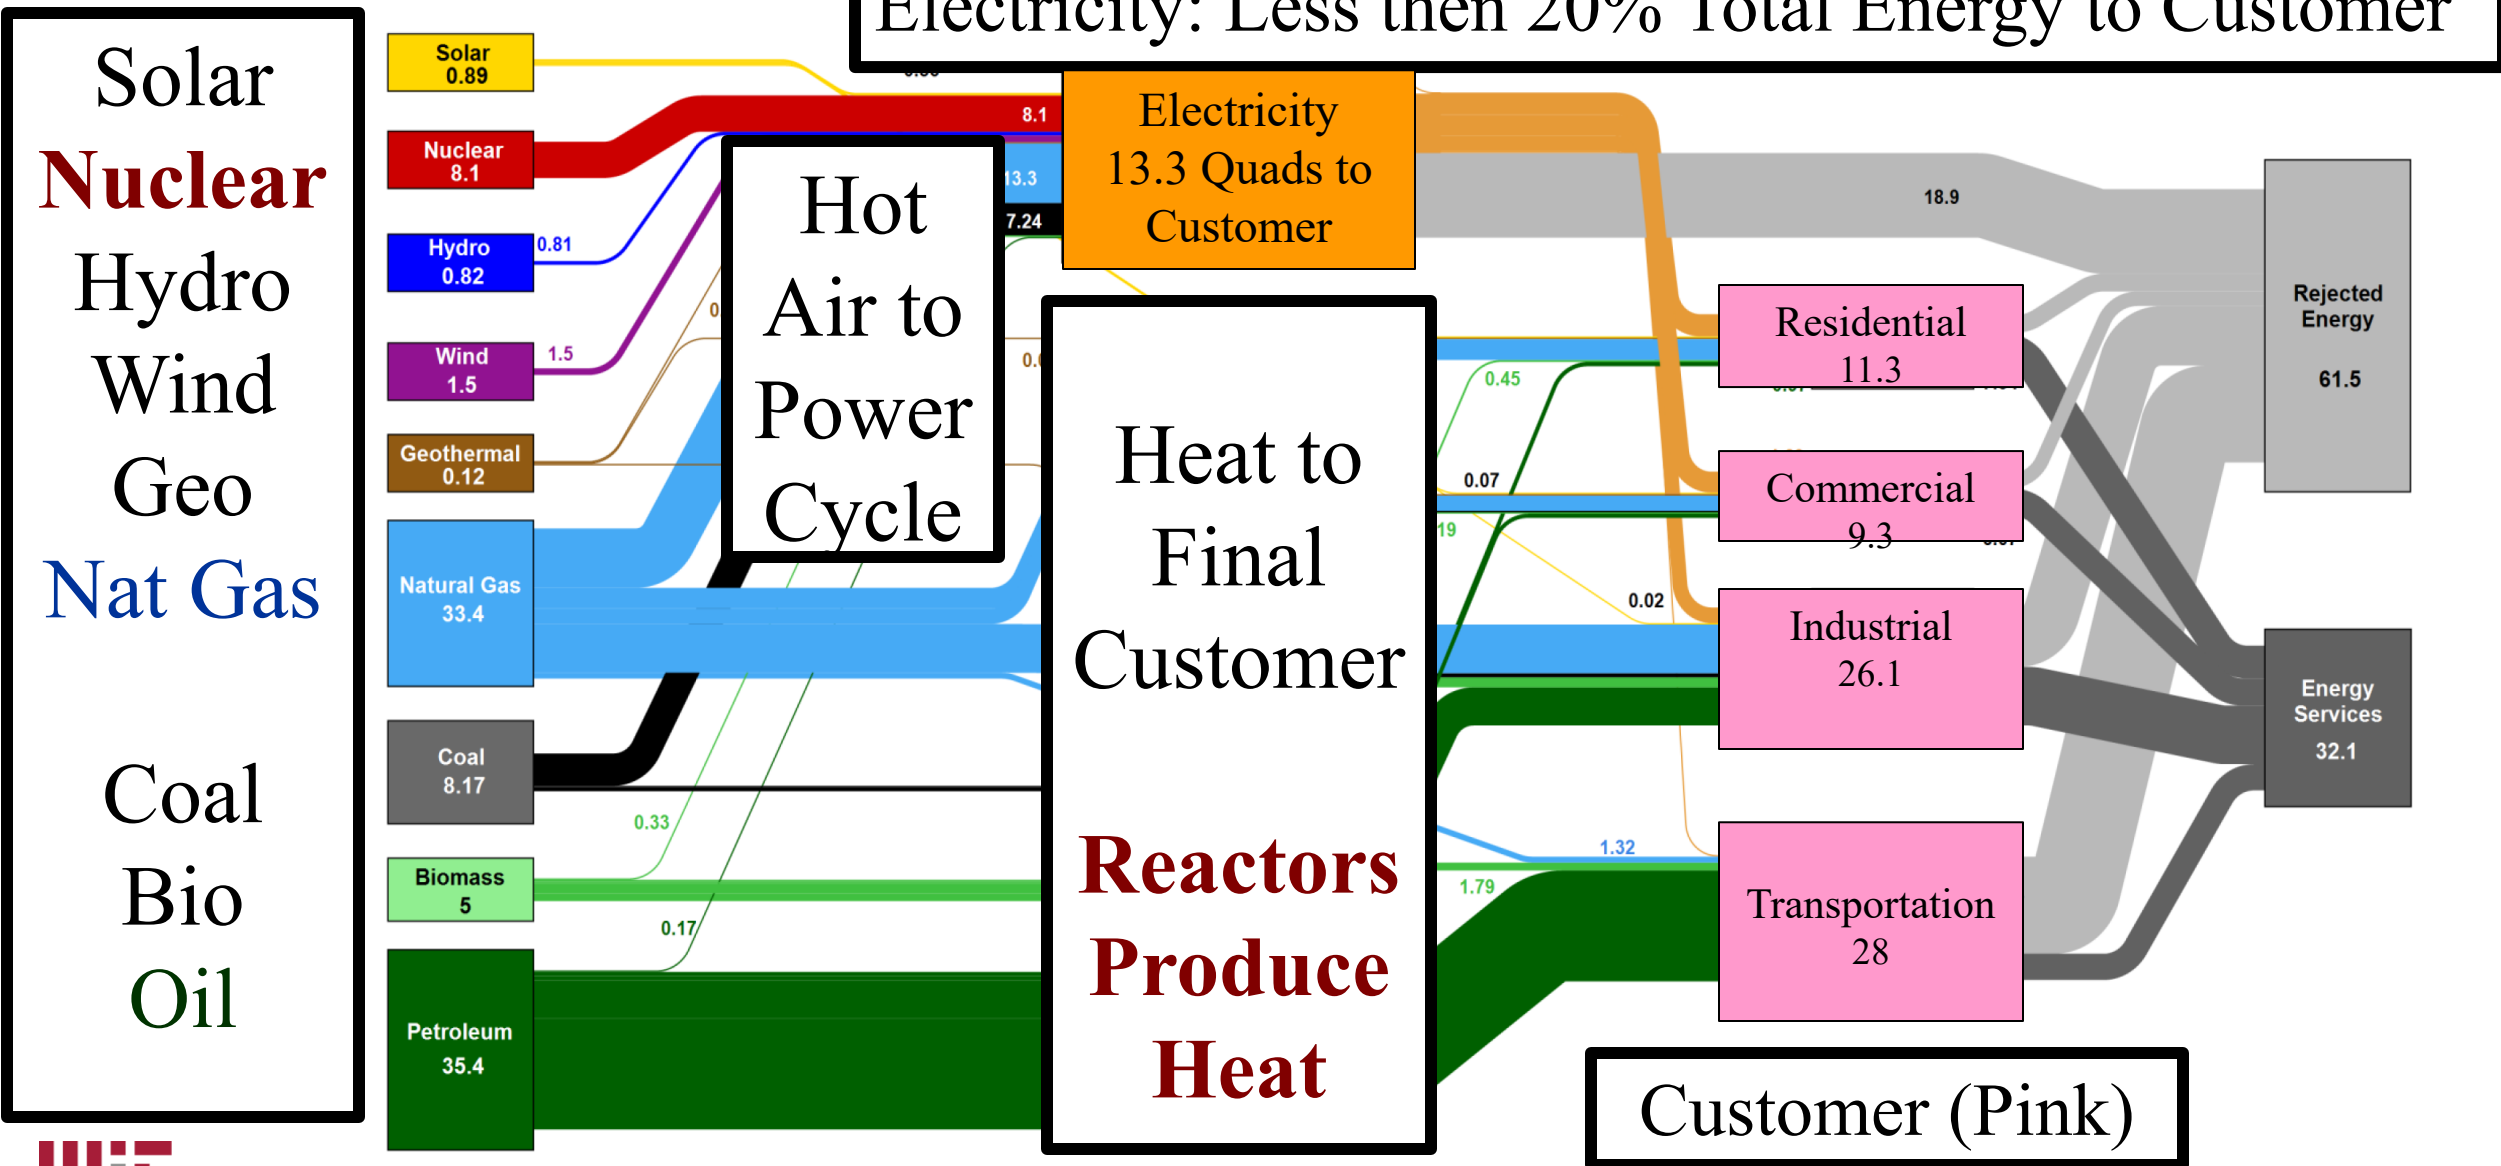 Electricity: Less then 20% Total Energy to Customer
Solar
Nuclear
Hydro
Wind
Geo
Nat Gas
Coal
Bio
Oil
Solar
0.89
Nuclear
8.1
Hydro
0.82
Wind
1.5
Geothermal
0.12
Natural Gas
33.4
Coal
8.17
Biomass
5
Petroleum
35.4
0.81
1.5
0.33
0.17
Hot
Air to
Power
Cycle
8.1
13.3
7.24
Electricity
13.3 Quads to
Customer
Heat to
Final
Customer
Reactors
Produce
Heat
0.45
0.07
19
0.02
1.32
1.79
18.9
Residential
11.3
Commercial
9.3
Industrial
26.1
Transportation
28
Rejected
Energy
61.5
Energy
Services
32.1
Customer (Pink)